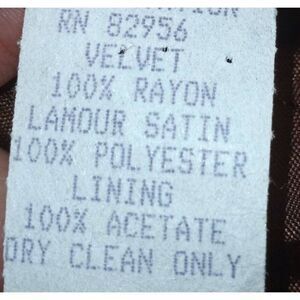 RN 82956
VELVET
100% RAYON
LAMOUR SATIN
100% POLYESTER
LINING
100% ACETATE
DRY CLEAN ONLY